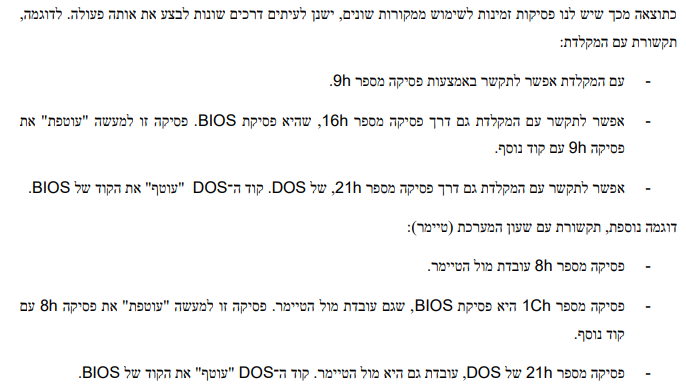 כתוצאה מכך שיש לנו פסיקות זמינות לשימוש ממקורות שונים, ישנן לעיתים דרכים שונות לבצע את אותה פעולה. לדוגמה,
תקשורת עם המקלדת:
- עם המקלדת אפשר לתקשר באמצעות פסיקה מספר 9h.
- אפשר לתקשר עם המקלדת גם דרך פסיקה מספר 16h, שהיא פסיקת BIOS. פסיקה זו למעשה "עוטפת" את
פסיקה 9h עם קוד נוסף.
- אפשר לתקשר עם המקלדת גם דרך פסיקה מספר 21h, של DOS. קוד ה־DOS "עוטף" את הקוד של BIOS.
דוגמה נוספת, תקשורת עם שעון המערכת (טיימר):
- פסיקה מספר 8h עובדת מול הטיימר.
- פסיקה מספר 1Ch היא פסיקת BIOS, שגם עובדת מול הטיימר. פסיקה זו למעשה "עוטפת" את פסיקה 8h עם
קוד נוסף.
- פסיקה מספר 21h של DOS, עובדת גם היא מול הטיימר. קוד ה־DOS "עוטף" את הקוד של BIOS.